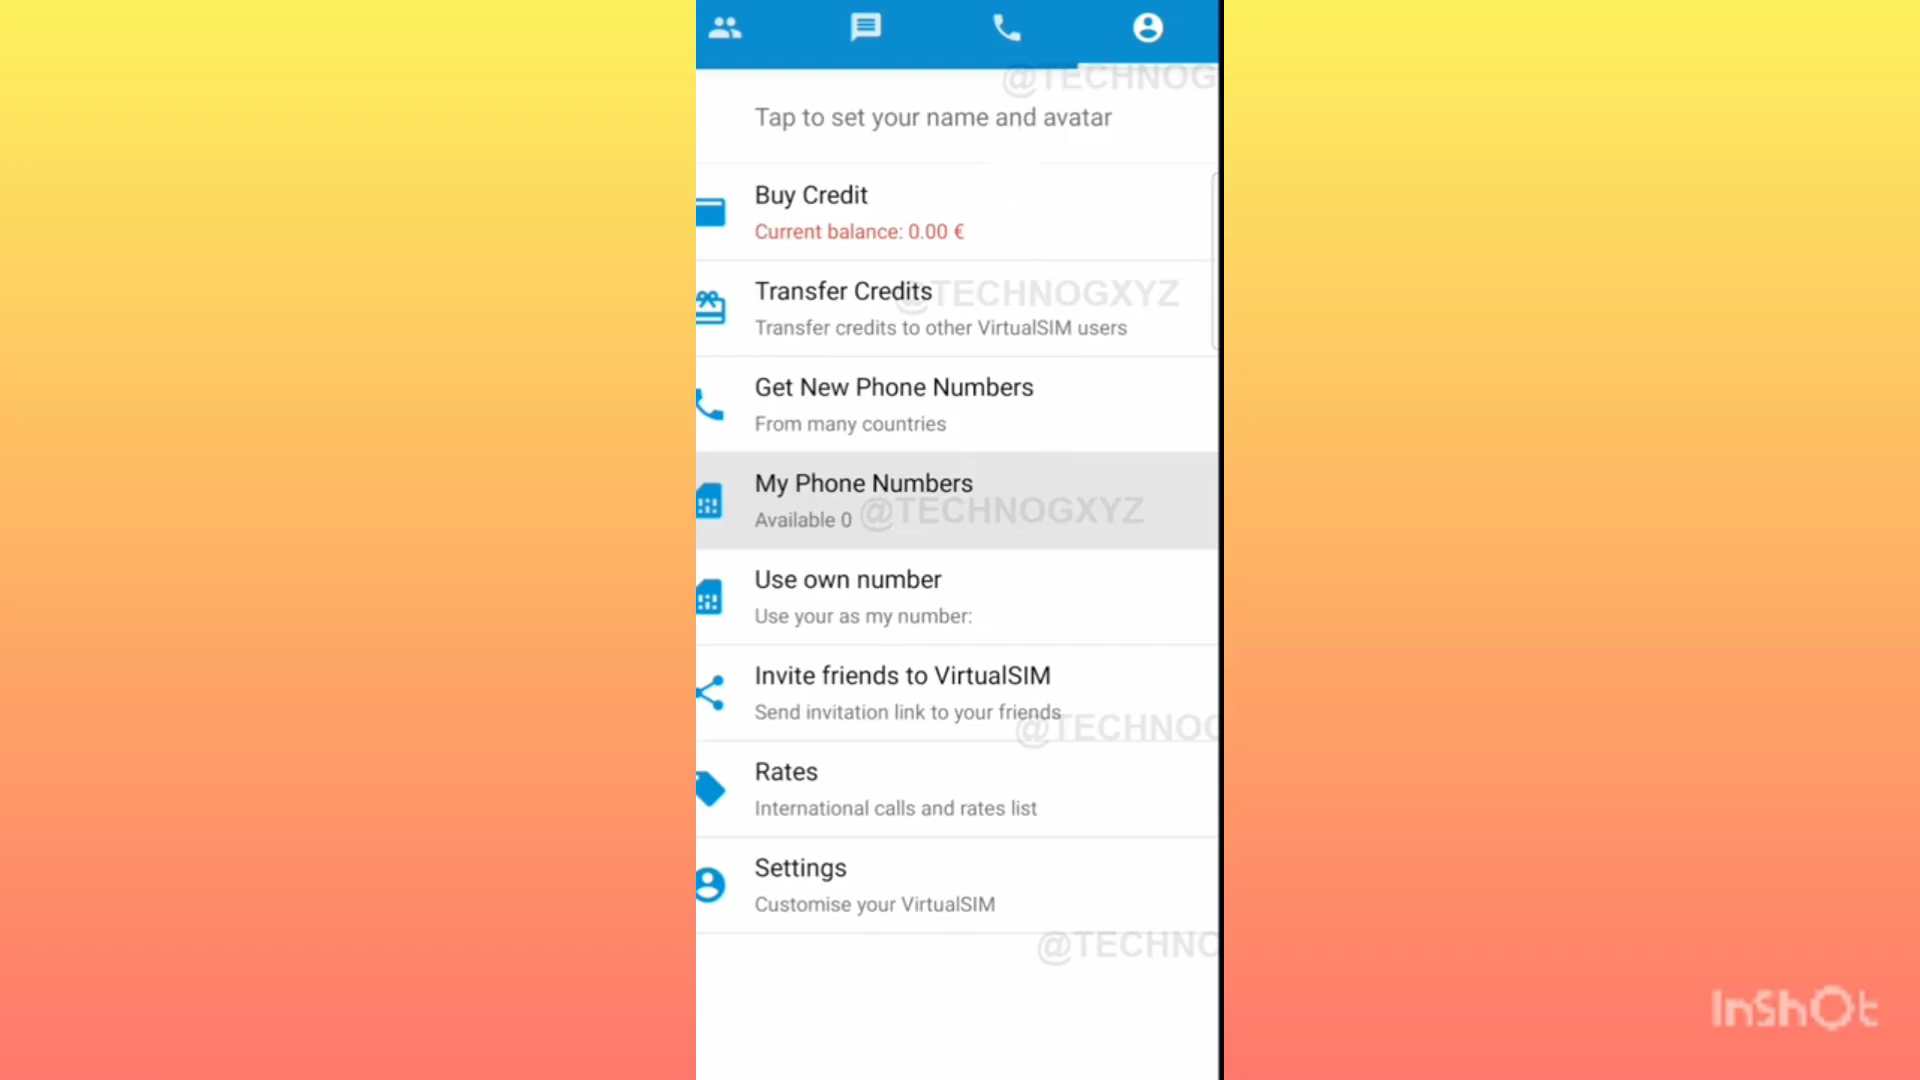 @TECHNOG
Tap to set your name and avatar
Buy Credit
Current balance: 0.00 €
Transfer Credits
@TECHNOGXYZ
Transfer credits to other VirtualSIM users
Get New Phone Numbers
From many countries
My Phone Numbers
Available 0
@TECHNOGXYZ
Use own number
Use your as my number:
Invite friends to VirtualSIM
Send invitation link to your friends
@TECHNOG
Rates
International calls and rates list
Settings
Customise your VirtualSIM
@TECHNO
InShOt